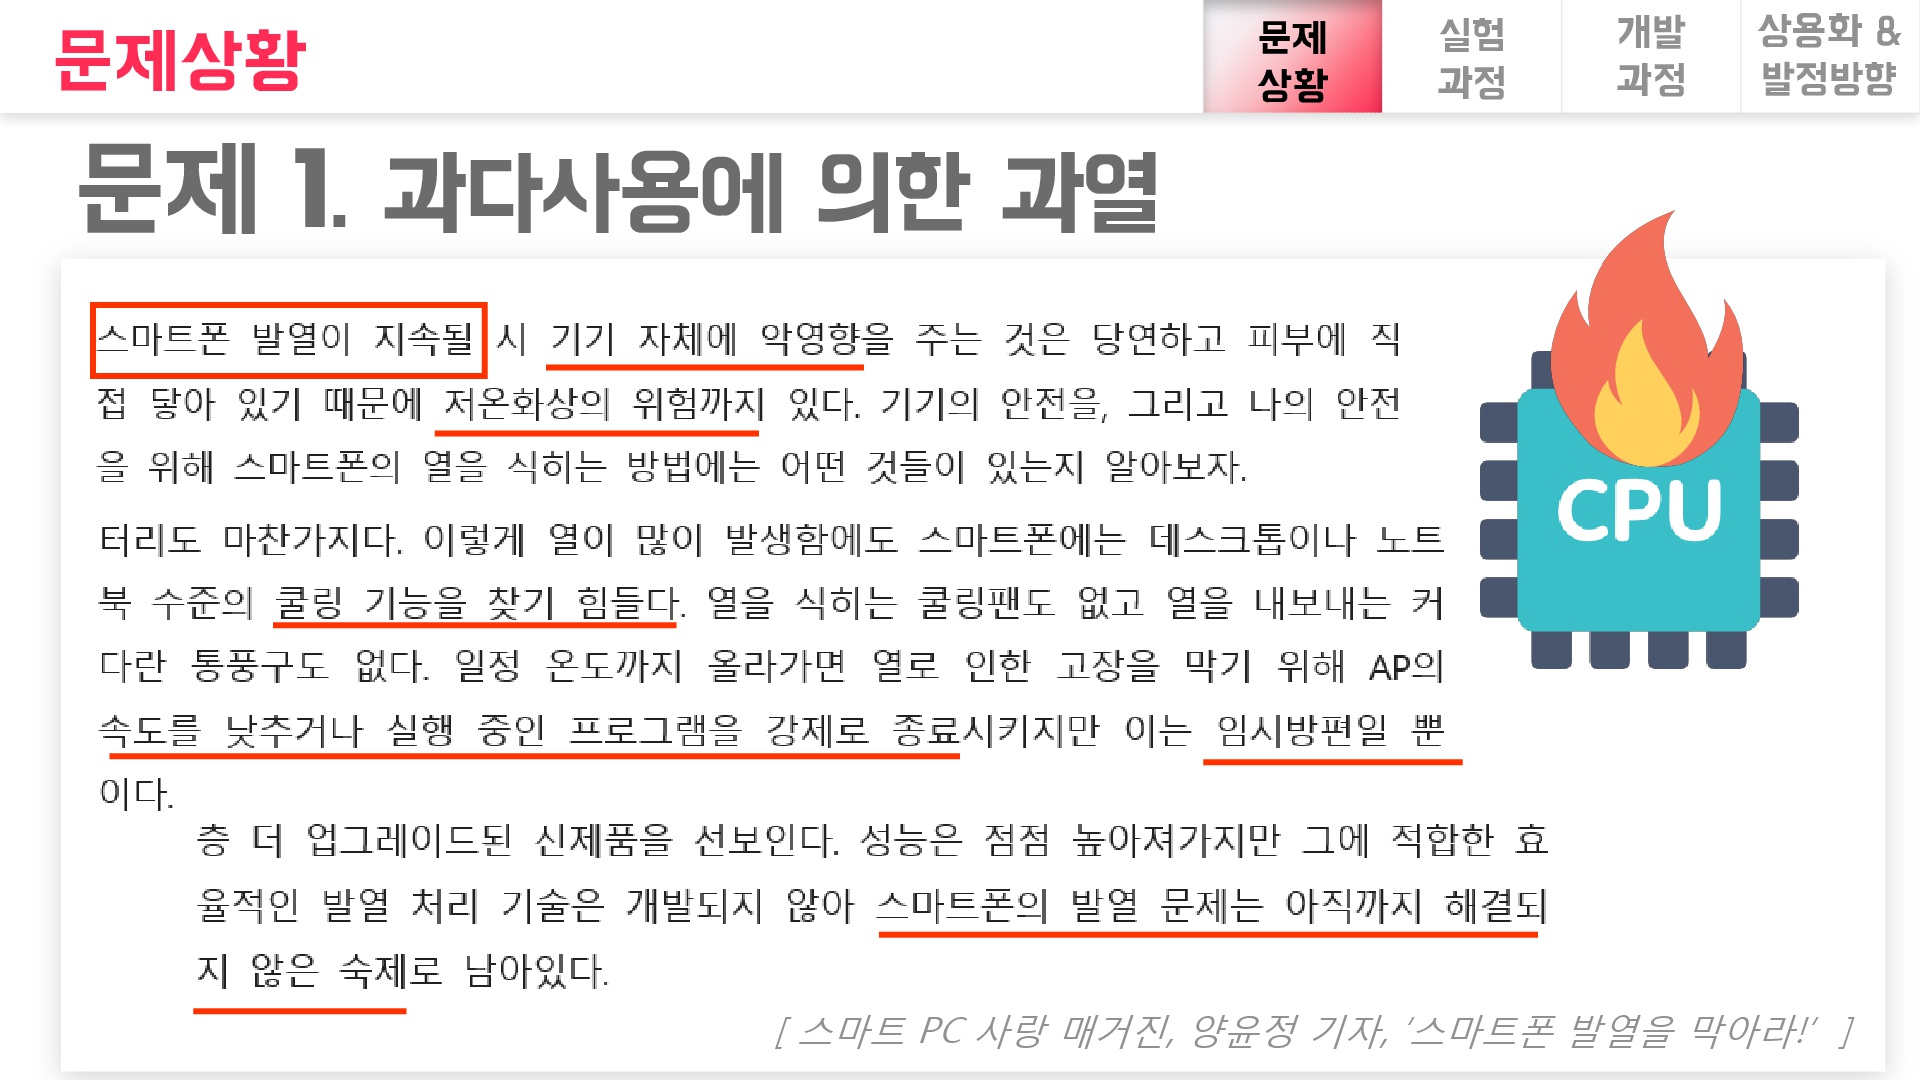 문제상황
문제
상황
실험
과정
개발
과정
상용화 &
발정방향
문제 1. 과다사용에 의한 과열
스마트폰 발열이 지속될 시 기기 자체에 악영향을 주는 것은 당연하고 피부에 직
접 닿아 있기 때문에 저온화상의 위험까지 있다. 기기의 안전을, 그리고 나의 안전
을 위해 스마트폰의 열을 식히는 방법에는 어떤 것들이 있는지 알아보자.
터리도 마찬가지다. 이렇게 열이 많이 발생함에도 스마트폰에는 데스크톱이나 노트
북 수준의 쿨링 기능을 찾기 힘들다. 열을 식히는 쿨링팬도 없고 열을 내보내는 커
다란 통풍구도 없다. 일정 온도까지 올라가면 열로 인한 고장을 막기 위해 AP의
속도를 낮추거나 실행 중인 프로그램을 강제로 종료시키지만 이는 임시방편일 뿐
이다.
층 더 업그레이드된 신제품을 선보인다. 성능은 점점 높아져가지만 그에 적합한 효
율적인 발열 처리 기술은 개발되지 않아 스마트폰의 발열 문제는 아직까지 해결되
지 않은 숙제로 남아있다.
CPU
[ 스마트 PC 사랑 매거진, 양윤정 기자, '스마트폰 발열을 막아라!' ]